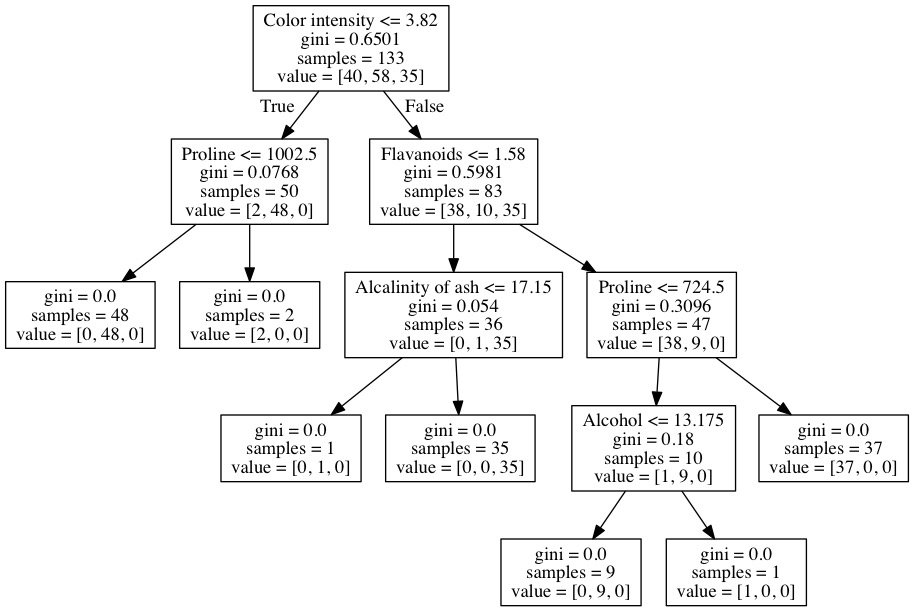 Color intensity <= 3.82
gini = 0.6501
samples = 133
value = [40, 58, 35]
True
False
Proline <= 1002.5
gini = 0.0768
samples = 50
value = [2, 48, 0]
Flavanoids <= 1.58
gini = 0.5981
samples = 83
value = [38, 10, 35]
gini = 0.0
samples = 48
value = [0, 48, 0]
gini = 0.0
samples = 2
value = [2, 0, 0]
Alcalinity of ash <= 17.15
gini = 0.054
samples = 36
value = [0, 1, 35]
Proline <= 724.5
gini = 0.3096
samples = 47
value = [38, 9, 0]
gini = 0.0
samples = 1
value = [0, 1, 0]
gini = 0.0
samples = 35
value = [0, 0, 35]
Alcohol <= 13.175
gini = 0.18
samples = 10
value = [1, 9, 0]
gini = 0.0
samples = 37
value = [37, 0, 0]
gini = 0.0
samples = 9
value = [0, 9, 0]
gini = 0.0
samples = 1
value = [1, 0, 0]